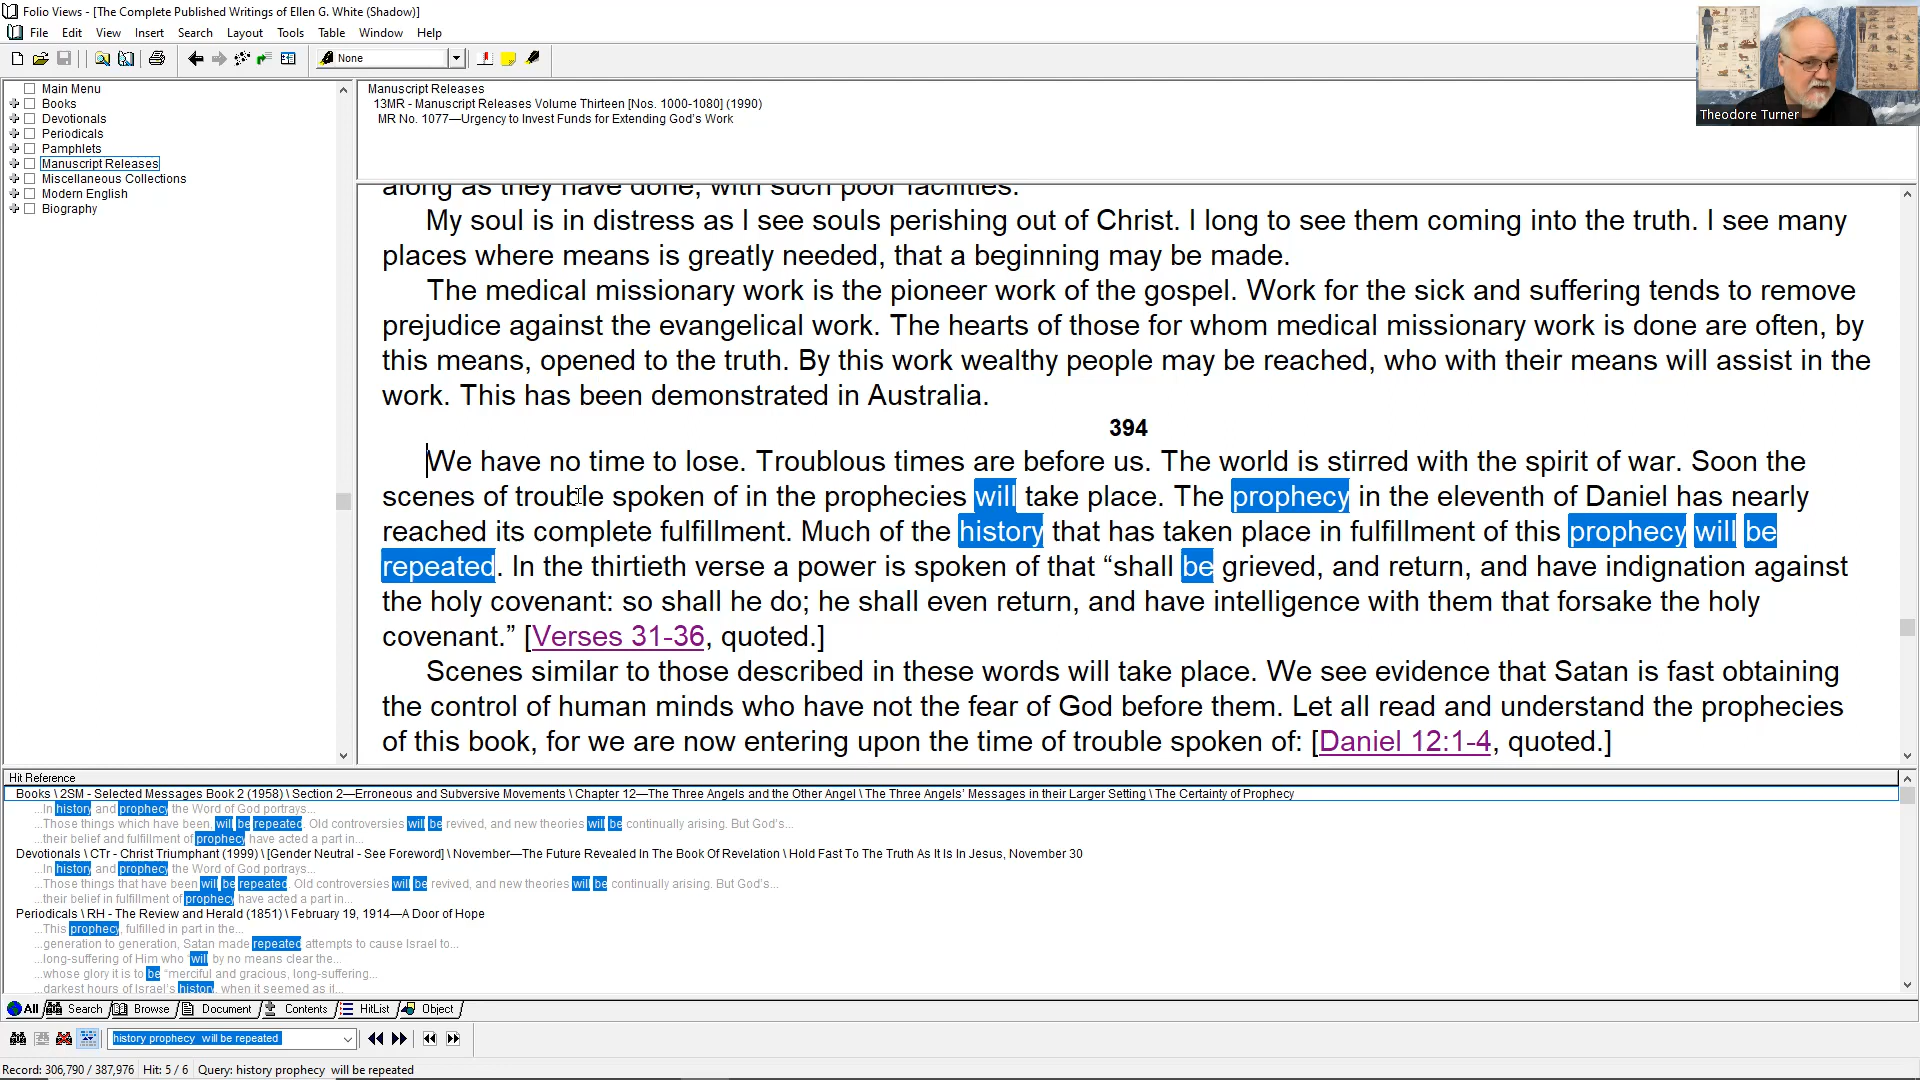 Folio Views - [The Complete Published Writings of Ellen G. White (Shadow)]
File Edit View Insert Search Layout Tools Table Window Help
None
Main Menu
Books
Devotionals
Periodicals
Pamphlets
Manuscript Releases
Miscellaneous Collections
Modern English
Biography
Manuscript Releases
13MR - Manuscript Releases Volume Thirteen [Nos. 1000-1080] (1990)
MR No. 1077—Urgency to Invest Funds for Extending God's Work
Theodore Turner
along as they have done, with such poor facilities.
My soul is in distress as I see souls perishing out of Christ. I long to see them coming into the truth. I see many
places where means is greatly needed, that a beginning may be made.
The medical missionary work is the pioneer work of the gospel. Work for the sick and suffering tends to remove
prejudice against the evangelical work. The hearts of those for whom medical missionary work is done are often, by
this means, opened to the truth. By this work wealthy people may be reached, who with their means will assist in the
work. This has been demonstrated in Australia.
394
We have no time to lose. Troublous times are before us. The world is stirred with the spirit of war. Soon the
scenes of trouble spoken of in the prophecies will take place. The prophecy in the eleventh of Daniel has nearly
reached its complete fulfillment. Much of the history that has taken place in fulfillment of this prophecy will be
repeated. In the thirtieth verse a power is spoken of that “shall be grieved, and return, and have indignation against
the holy covenant: so shall he do; he shall even return, and have intelligence with them that forsake the holy
covenant.” [Verses 31-36, quoted.]
Scenes similar to those described in these words will take place. We see evidence that Satan is fast obtaining
the control of human minds who have not the fear of God before them. Let all read and understand the prophecies
of this book, for we are now entering upon the time of trouble spoken of: [Daniel 12:1-4, quoted.]
Hit Reference
Books \ 2SM - Selected Messages Book 2 (1958) \ Section 2—Erroneous and Subversive Movements \ Chapter 12—The Three Angels and the Other Angel \ The Three Angels' Messages in their Larger Setting \ The Certainty of Prophecy
...In history and prophecy the Word of God portrays...
...Those things which have been, will be repeated. Old controversies will be revived, and new theories will be continually arising. But God's...
...their belief and fulfillment of prophecy have acted a part in...
Devotionals \ CTr - Christ Triumphant (1999) \ [Gender Neutral - See Foreword] \ November—The Future Revealed In The Book Of Revelation \ Hold Fast To The Truth As It Is In Jesus, November 30
...In history and prophecy the Word of God portrays...
...Those things that have been will be repeated. Old controversies will be revived, and new theories will be continually arising. But God's...
...their belief in fulfillment of prophecy have acted a part in...
Periodicals \ RH - The Review and Herald (1851) \ February 19, 1914—A Door of Hope
...This prophecy, fulfilled in part in the...
...generation to generation, Satan made repeated attempts to cause Israel to...
...long-suffering of Him who “will by no means clear the...
...whose glory it is to be “merciful and gracious, long-suffering...
...darkest hours of Israel's history, when it seemed as if...
All Search Browse Document Contents HitList Object
history prophecy will be repeated
Record: 306,790 / 387,976 Hit: 5 / 6 Query: history prophecy will be repeated